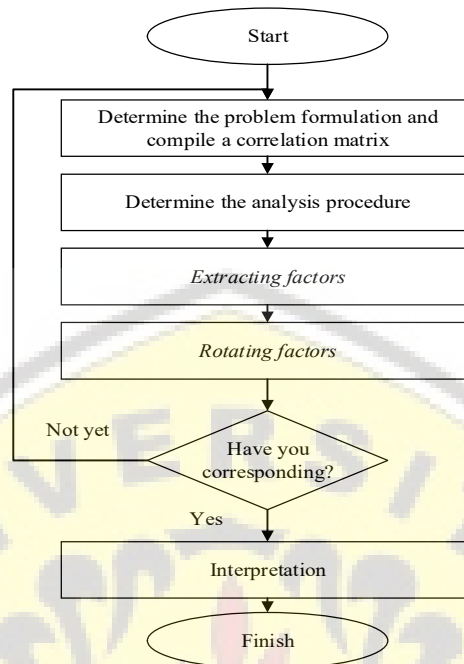 Start
Determine the problem formulation and
compile a correlation matrix
Determine the analysis procedure
Extracting factors
Rotating factors
Not yet
Have you
corresponding?
Yes
Interpretation
Finish